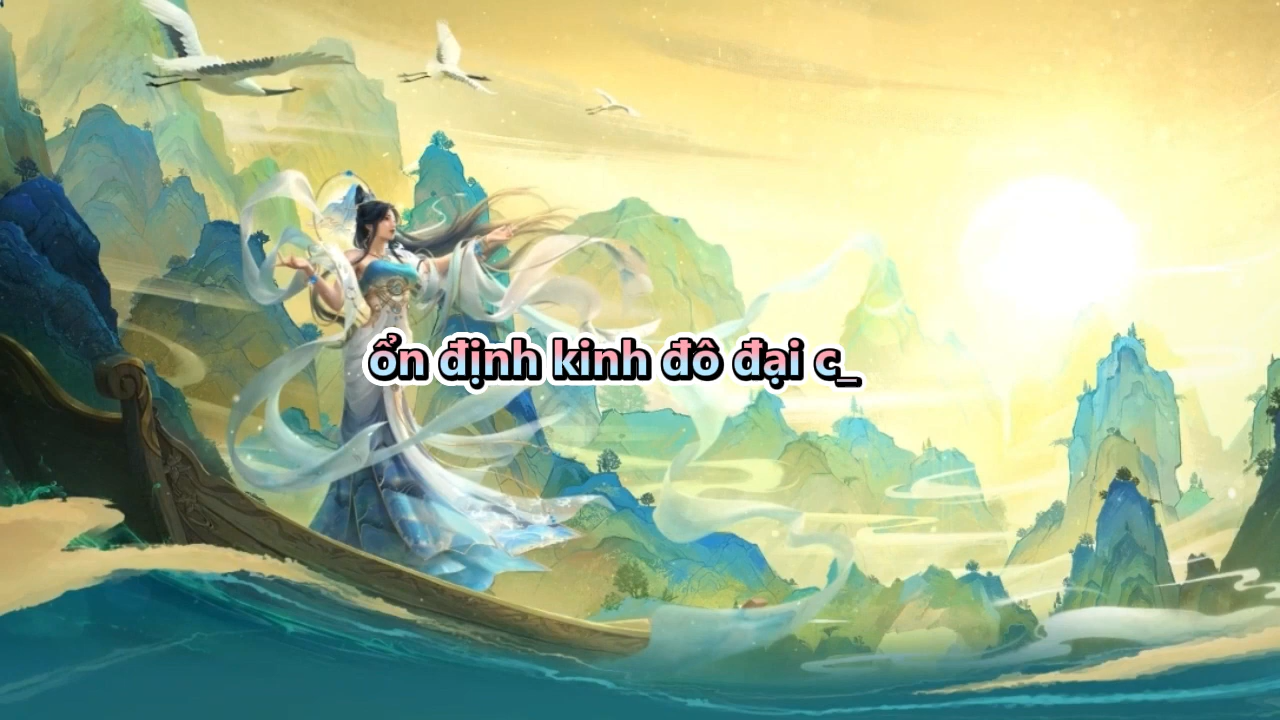 ổn định kinh đô đại c_